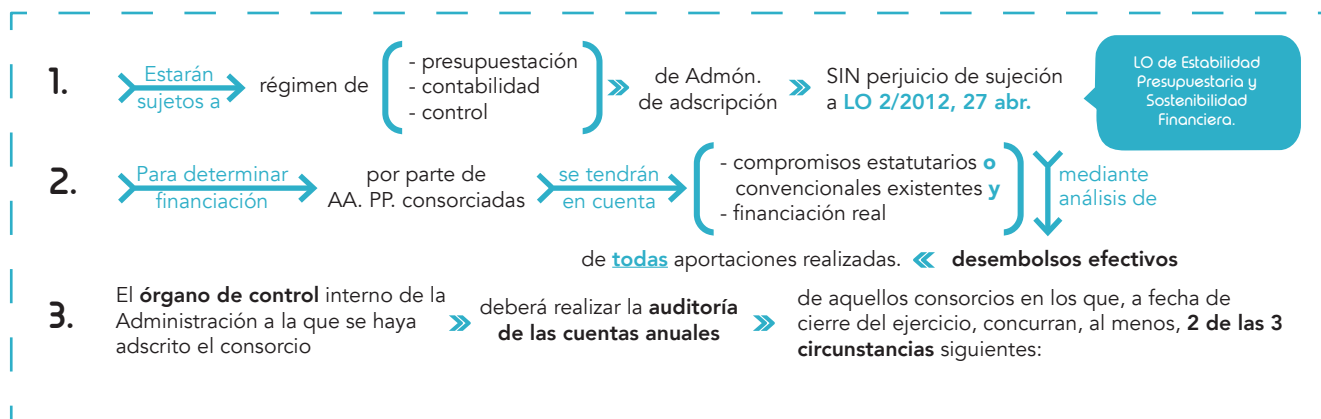 1.
Estarán
sujetos a
régimen de
- presupuestación
- contabilidad
- control
de Admón.
de adscripción
SIN perjuicio de sujeción
a LO 2/2012, 27 abr.
LO de Estabilidad
Presupuestaria y
Sostenibilidad
Financiera.
2.
Para determinar
financiación
por parte de
AA. PP. consorciadas
se tendrán
en cuenta
- compromisos estatutarios o
convencionales existentes y
- financiación real
mediante
análisis de
desembolsos efectivos
de todas aportaciones realizadas.
3.
El órgano de control interno de la
Administración a la que se haya
adscrito el consorcio
deberá realizar la auditoría
de las cuentas anuales
de aquellos consorcios en los que, a fecha de
cierre del ejercicio, concurran, al menos, 2 de las 3
circunstancias siguientes: